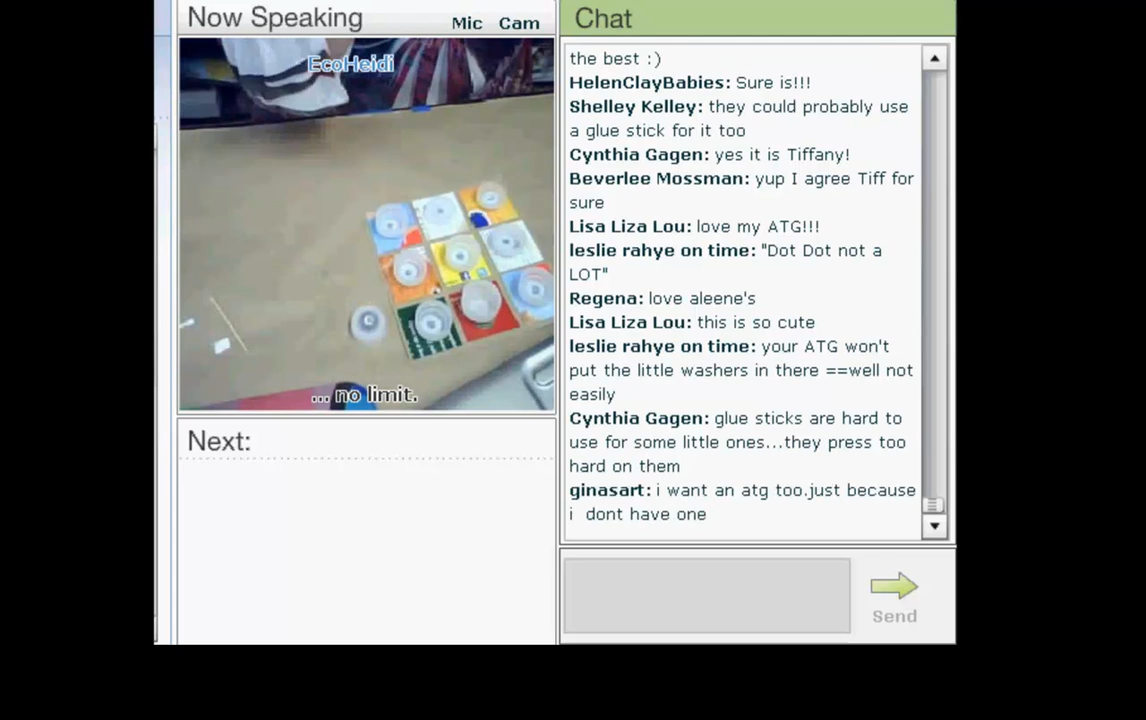 Now Speaking
Mic Cam
EcoHeidi
... no limit.
Next:
Chat
the best :)
HelenClayBabies: Sure is!!!
Shelley Kelley: they could probably use
a glue stick for it too
Cynthia Gagen: yes it is Tiffany!
Beverlee Mossman: yup I agree Tiff for
sure
Lisa Liza Lou: love my ATG!!!
leslie rahye on time: "Dot Dot not a
LOT"
Regena: love aleene's
Lisa Liza Lou: this is so cute
leslie rahye on time: your ATG won't
put the little washers in there ==well not
easily
Cynthia Gagen: glue sticks are hard to
use for some little ones...they press too
hard on them
ginasart: i want an atg too.just because
i  dont have one
Send